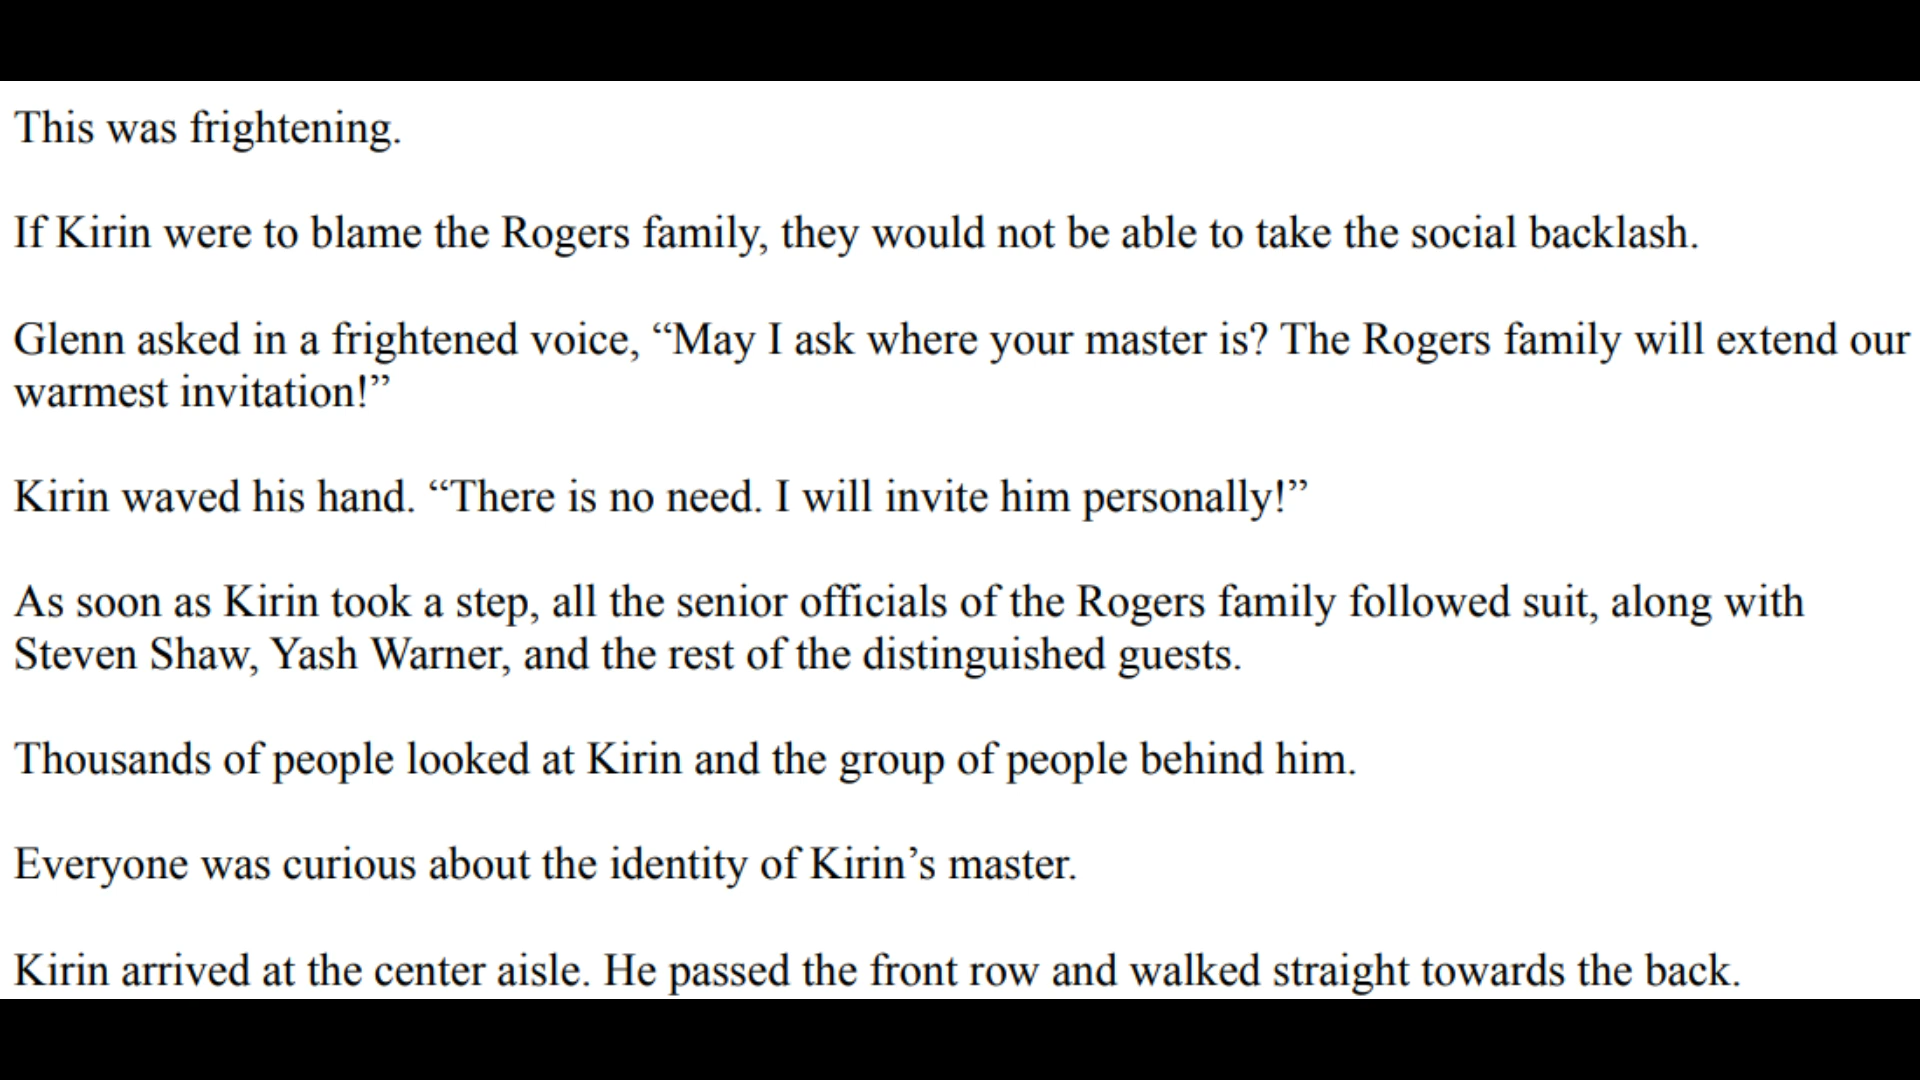 This was frightening.
If Kirin were to blame the Rogers family, they would not be able to take the social backlash.
Glenn asked in a frightened voice, “May I ask where your master is? The Rogers family will extend our
warmest invitation!”
Kirin waved his hand. “There is no need. I will invite him personally!”
As soon as Kirin took a step, all the senior officials of the Rogers family followed suit, along with
Steven Shaw, Yash Warner, and the rest of the distinguished guests.
Thousands of people looked at Kirin and the group of people behind him.
Everyone was curious about the identity of Kirin’s master.
Kirin arrived at the center aisle. He passed the front row and walked straight towards the back.